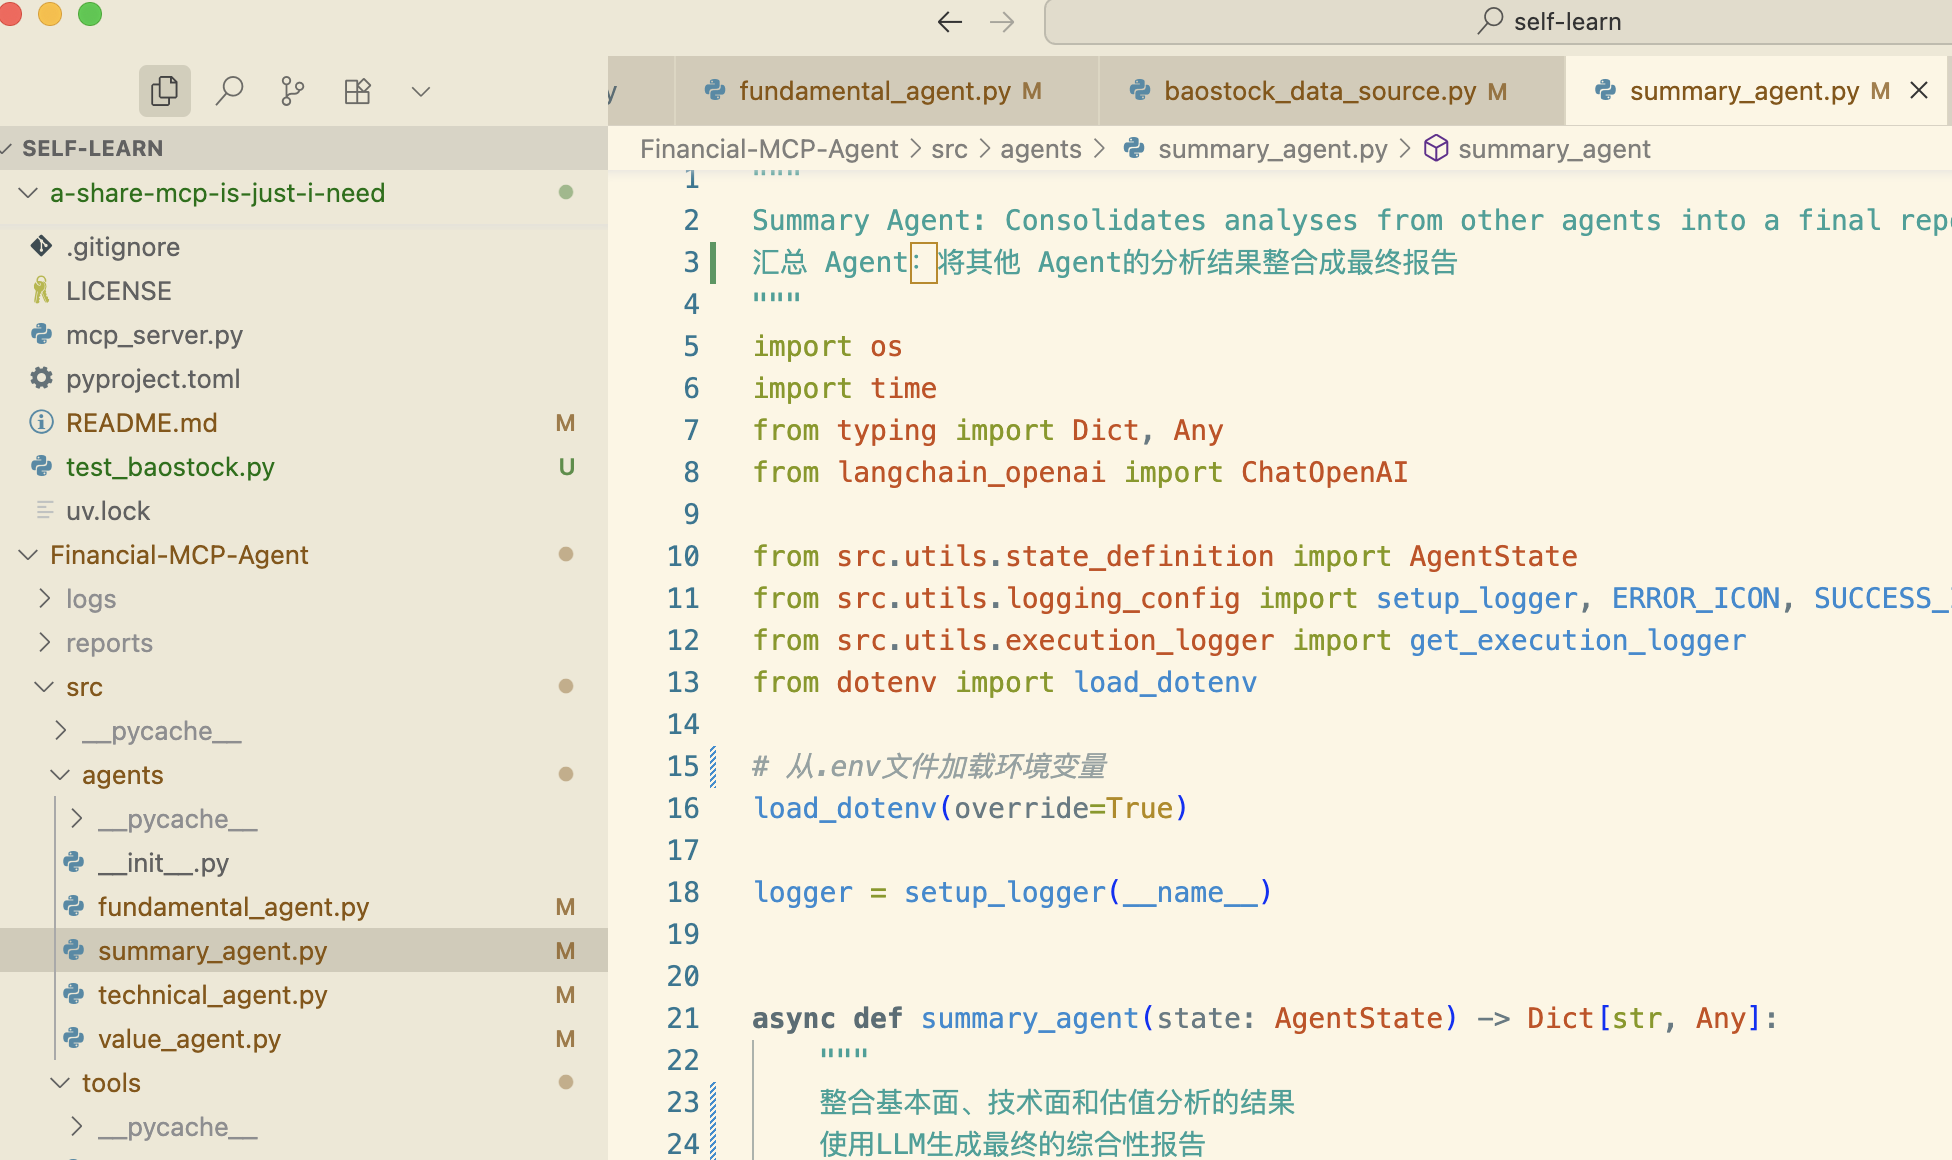 self-learn
fundamental_agent.py M
baostock_data_source.py M
summary_agent.py M
SELF-LEARN
a-share-mcp-is-just-i-need
.gitignore
LICENSE
mcp_server.py
pyproject.toml
README.md M
test_baostock.py U
uv.lock
Financial-MCP-Agent
logs
reports
src
__pycache__
agents
__pycache__
__init__.py
fundamental_agent.py M
summary_agent.py M
technical_agent.py M
value_agent.py M
tools
__pycache__
Financial-MCP-Agent > src > agents > summary_agent.py > summary_agent
1 """
2 Summary Agent: Consolidates analyses from other agents into a final
3 汇总 Agent：将其他 Agent的分析结果整合成最终报告
4 """
5 import os
6 import time
7 from typing import Dict, Any
8 from langchain_openai import ChatOpenAI
9
10 from src.utils.state_definition import AgentState
11 from src.utils.logging_config import setup_logger, ERROR_ICON, SUCCESS_
12 from src.utils.execution_logger import get_execution_logger
13 from dotenv import load_dotenv
14
15 # 从.env文件加载环境变量
16 load_dotenv(override=True)
17
18 logger = setup_logger(__name__)
19
20
21 async def summary_agent(state: AgentState) -> Dict[str, Any]:
22 """
23 整合基本面、技术面和估值分析的结果
24 使用LLM生成最终的综合性报告